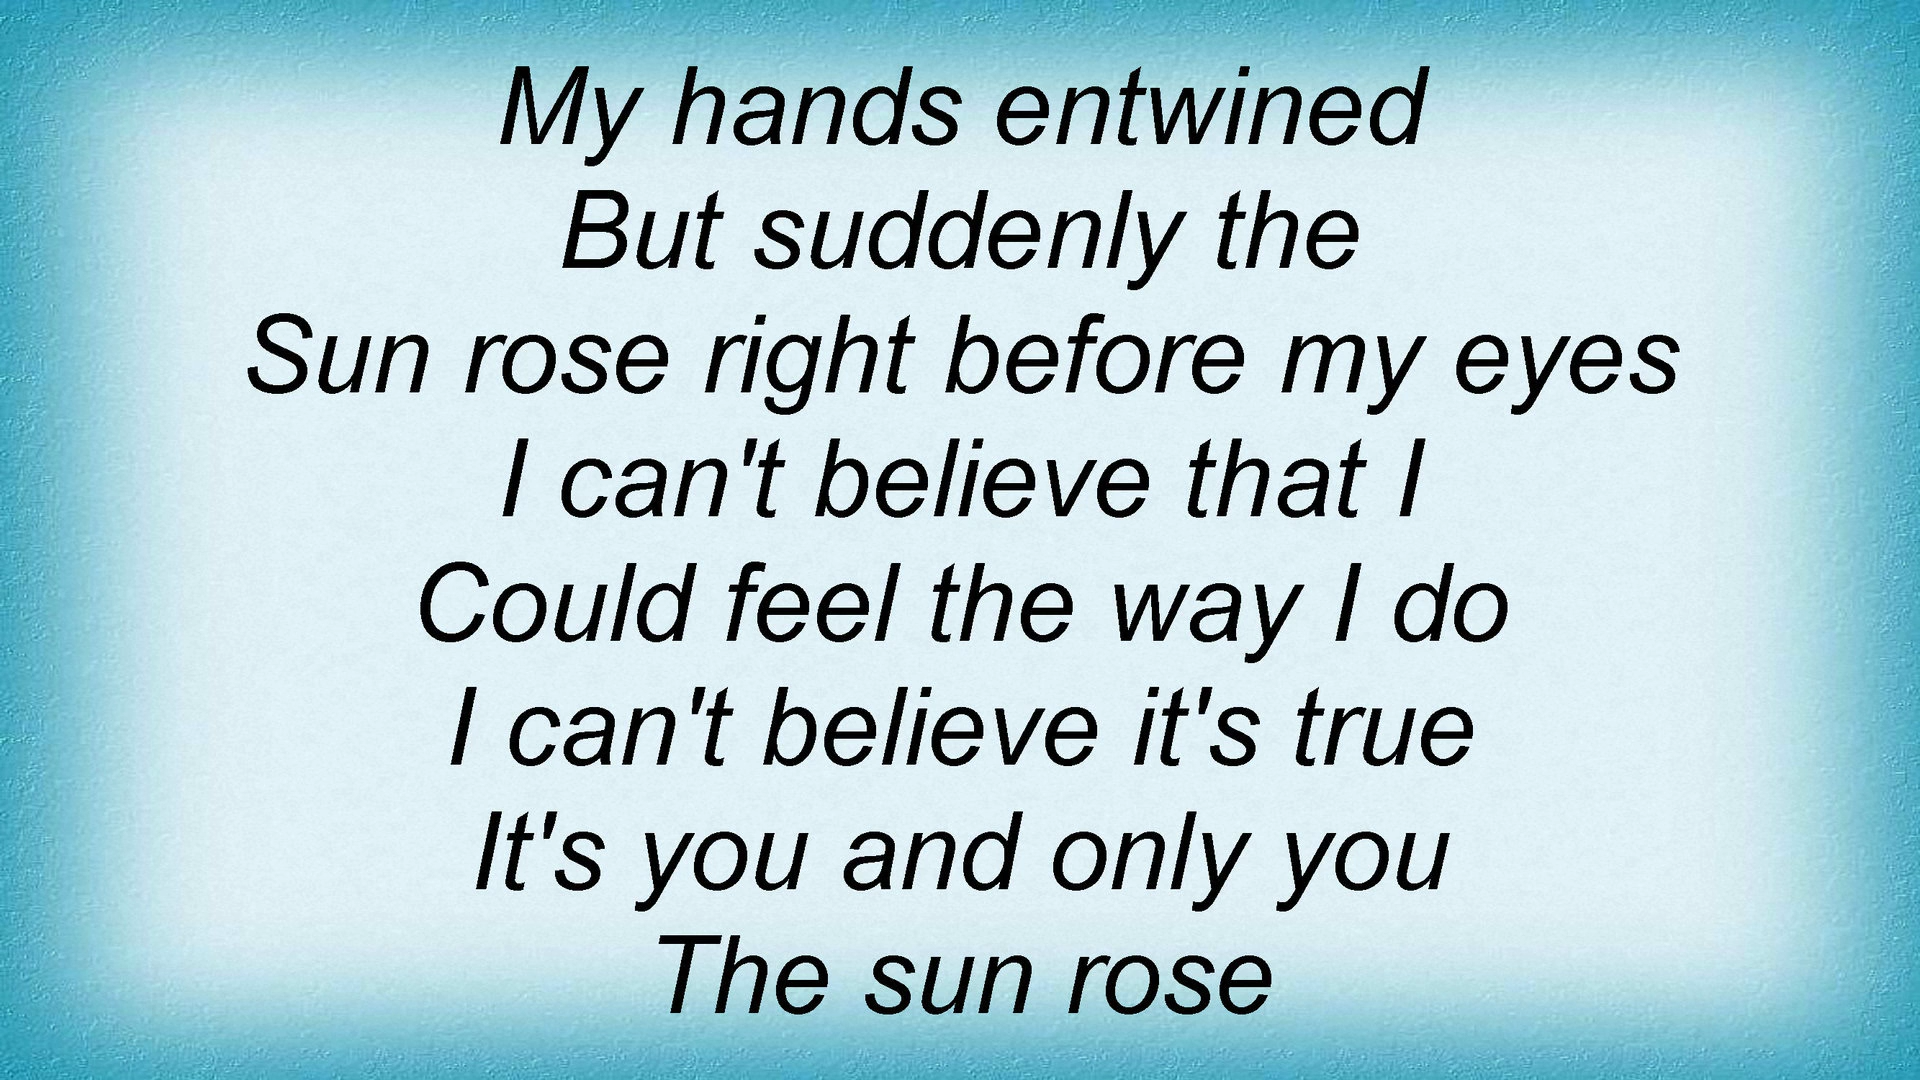 My hands entwined
But suddenly the
Sun rose right before my eyes
I can't believe that I
Could feel the way I do
I can't believe it's true
It's you and only you
The sun rose